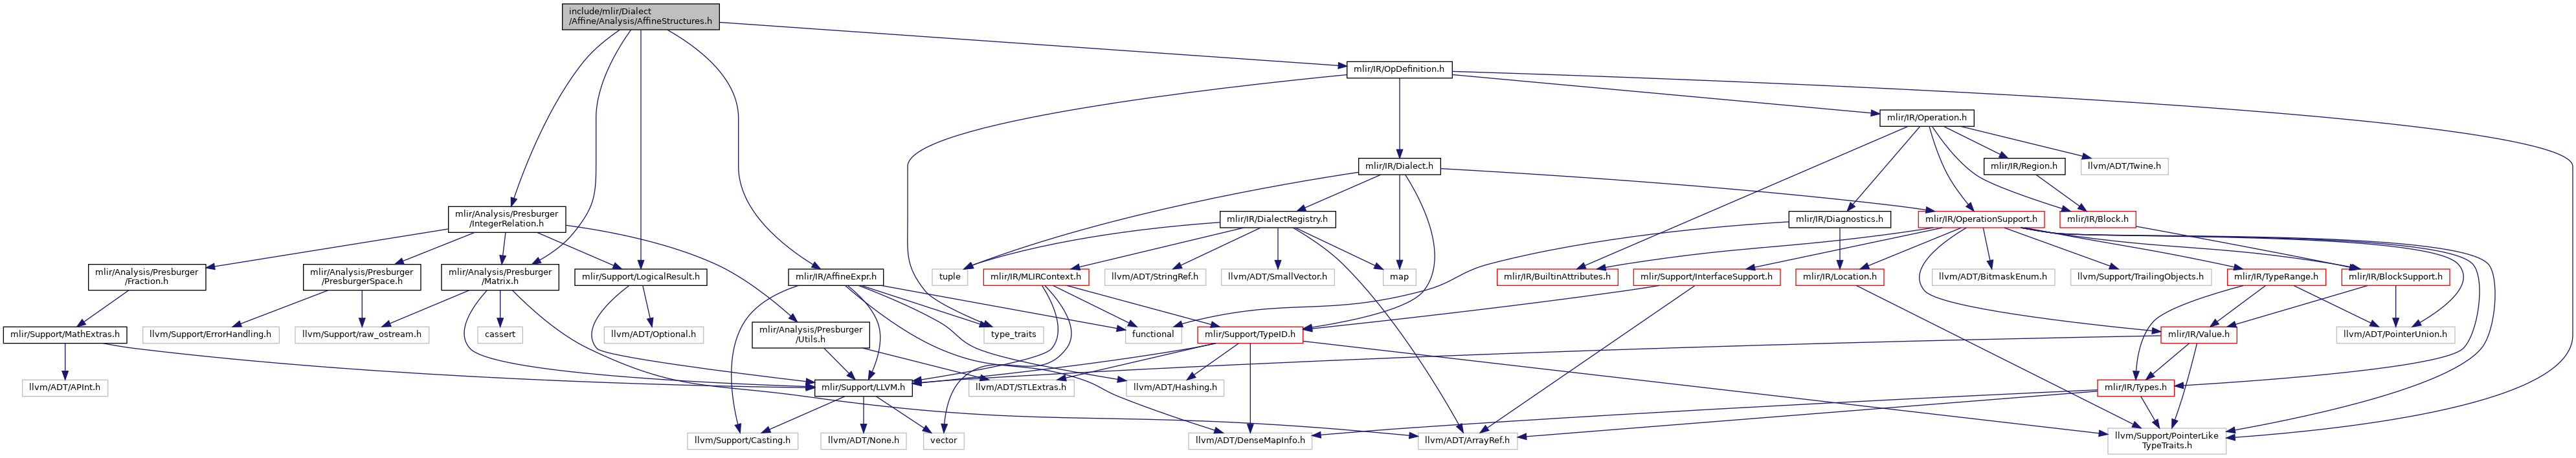 include/mlir/Dialect
/Affine/Analysis/AffineStructures.h
mlir/IR/OpDefinition.h
mlir/IR/Operation.h
mlir/IR/Dialect.h
mlir/IR/Region.h
llvm/ADT/Twine.h
mlir/Analysis/Presburger
/IntegerRelation.h
mlir/IR/DialectRegistry.h
mlir/IR/Diagnostics.h
mlir/IR/OperationSupport.h
mlir/IR/Block.h
mlir/Analysis/Presburger
/Fraction.h
mlir/Analysis/Presburger
/PresburgerSpace.h
mlir/Analysis/Presburger
/Matrix.h
mlir/Support/LogicalResult.h
mlir/IR/AffineExpr.h
tuple
mlir/IR/MLIRContext.h
llvm/ADT/StringRef.h
llvm/ADT/SmallVector.h
map
mlir/IR/BuiltinAttributes.h
mlir/Support/InterfaceSupport.h
mlir/IR/Location.h
llvm/ADT/BitmaskEnum.h
llvm/Support/TrailingObjects.h
mlir/IR/TypeRange.h
mlir/IR/BlockSupport.h
mlir/Support/MathExtras.h
llvm/Support/ErrorHandling.h
llvm/Support/raw_ostream.h
cassert
llvm/ADT/Optional.h
mlir/Analysis/Presburger
/Utils.h
type_traits
functional
mlir/Support/TypeID.h
mlir/IR/Value.h
llvm/ADT/PointerUnion.h
llvm/ADT/APInt.h
mlir/Support/LLVM.h
llvm/ADT/STLExtras.h
llvm/ADT/Hashing.h
mlir/IR/Types.h
llvm/Support/Casting.h
llvm/ADT/None.h
vector
llvm/ADT/DenseMapInfo.h
llvm/ADT/ArrayRef.h
llvm/Support/PointerLike
TypeTraits.h